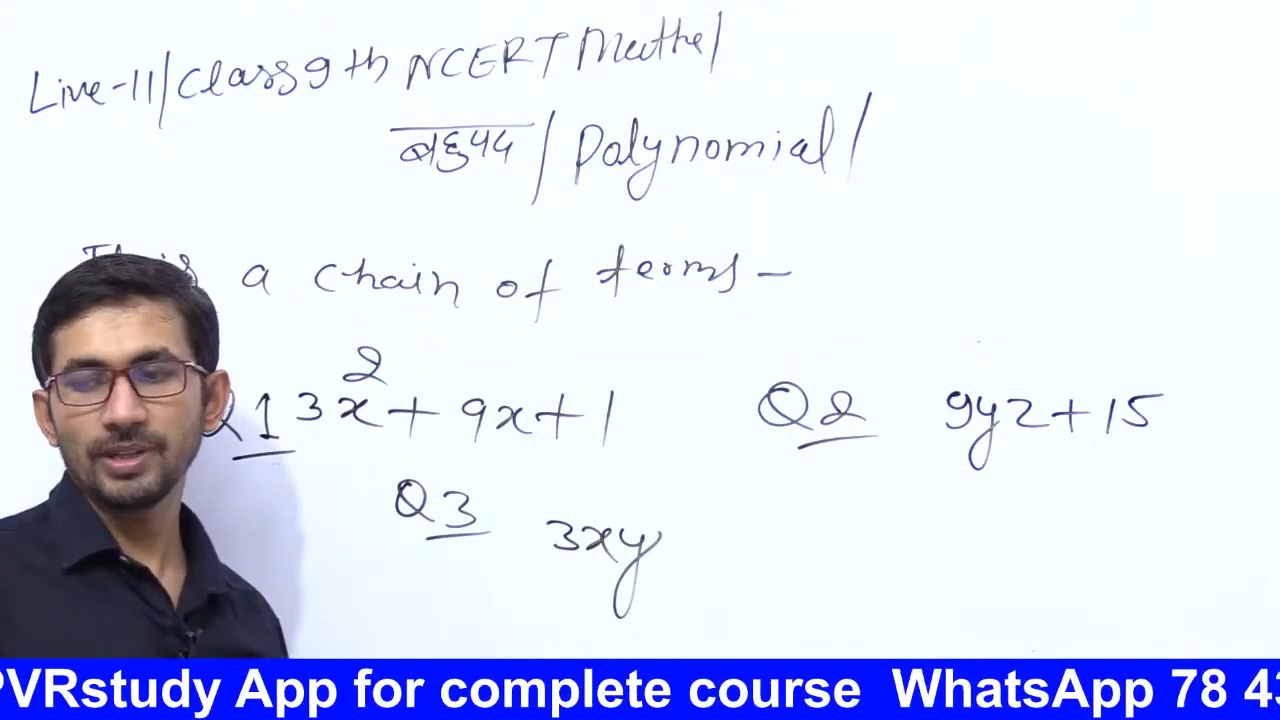 Live-11/Class 9th NCERT Maths/
बहुपद / Polynomial/
a chain of terms-
Q 1 3x² + 9x + 1 Q2 9yz + 15
Q3 3xy
PVRstudy App for complete course WhatsApp 78 43